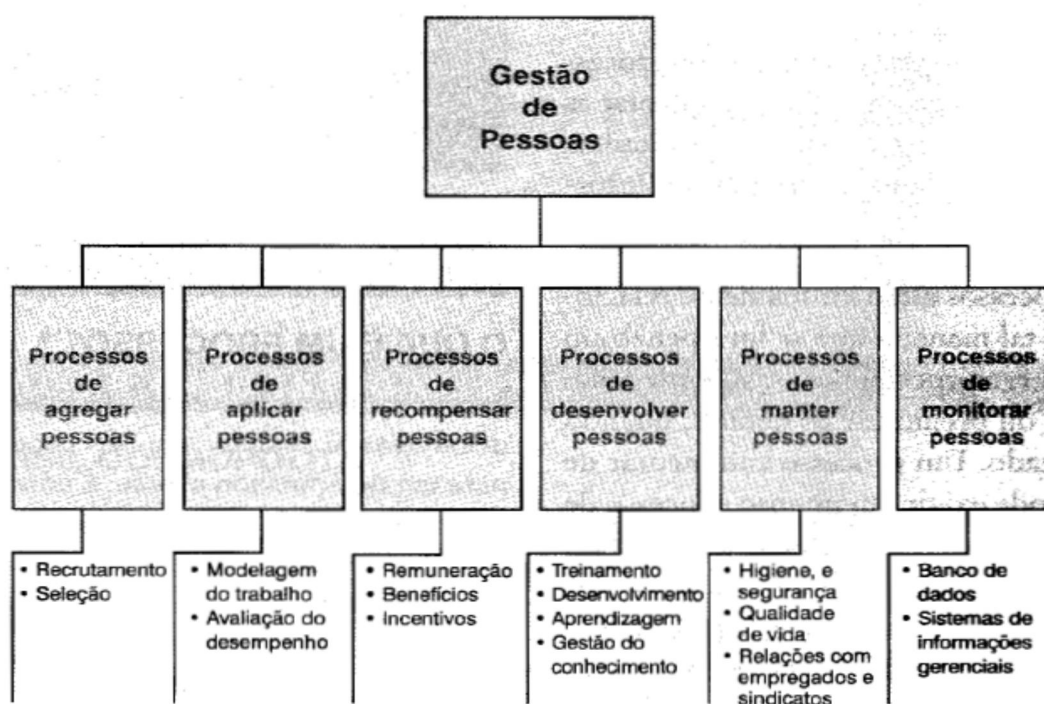 Gestão
de
Pessoas
Processos
de
agregar
pessoas
Processos
de
aplicar
pessoas
Processos
de
recompensar
pessoas
Processos
de
desenvolver
pessoas
Processos
de
manter
pessoas
Processos
de
monitorar
pessoas
• Recrutamento
• Seleção
• Modelagem
do trabalho
• Avaliação do
desempenho
• Remuneração
• Benefícios
• Incentivos
• Treinamento
• Desenvolvimento
• Aprendizagem
• Gestão do
conhecimento
• Higiene, e
segurança
• Qualidade
de vida
• Relações com
empregados e
sindicatos
• Banco de
dados
• Sistemas de
informações
gerenciais